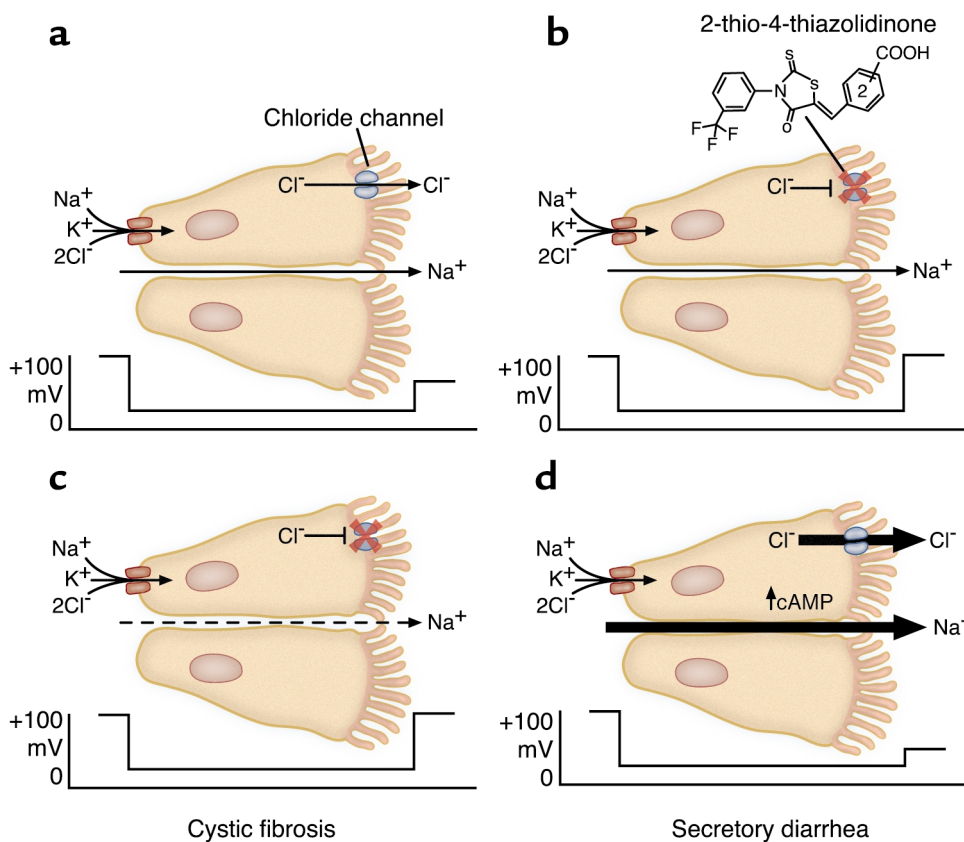 a
Chloride channel
Cl⁻
Cl⁻
Na⁺
K⁺
2Cl⁻
Na⁺
+100
mV
0
b
2-thio-4-thiazolidinone
COOH
S
S
2
N
O
F
F
F
Cl⁻
Na⁺
K⁺
2Cl⁻
Na⁺
+100
mV
0
c
Cl⁻
Na⁺
K⁺
2Cl⁻
Na⁺
+100
mV
0
Cystic fibrosis
d
Cl⁻
Cl⁻
Na⁺
K⁺
2Cl⁻
cAMP
Na⁺
+100
mV
0
Secretory diarrhea